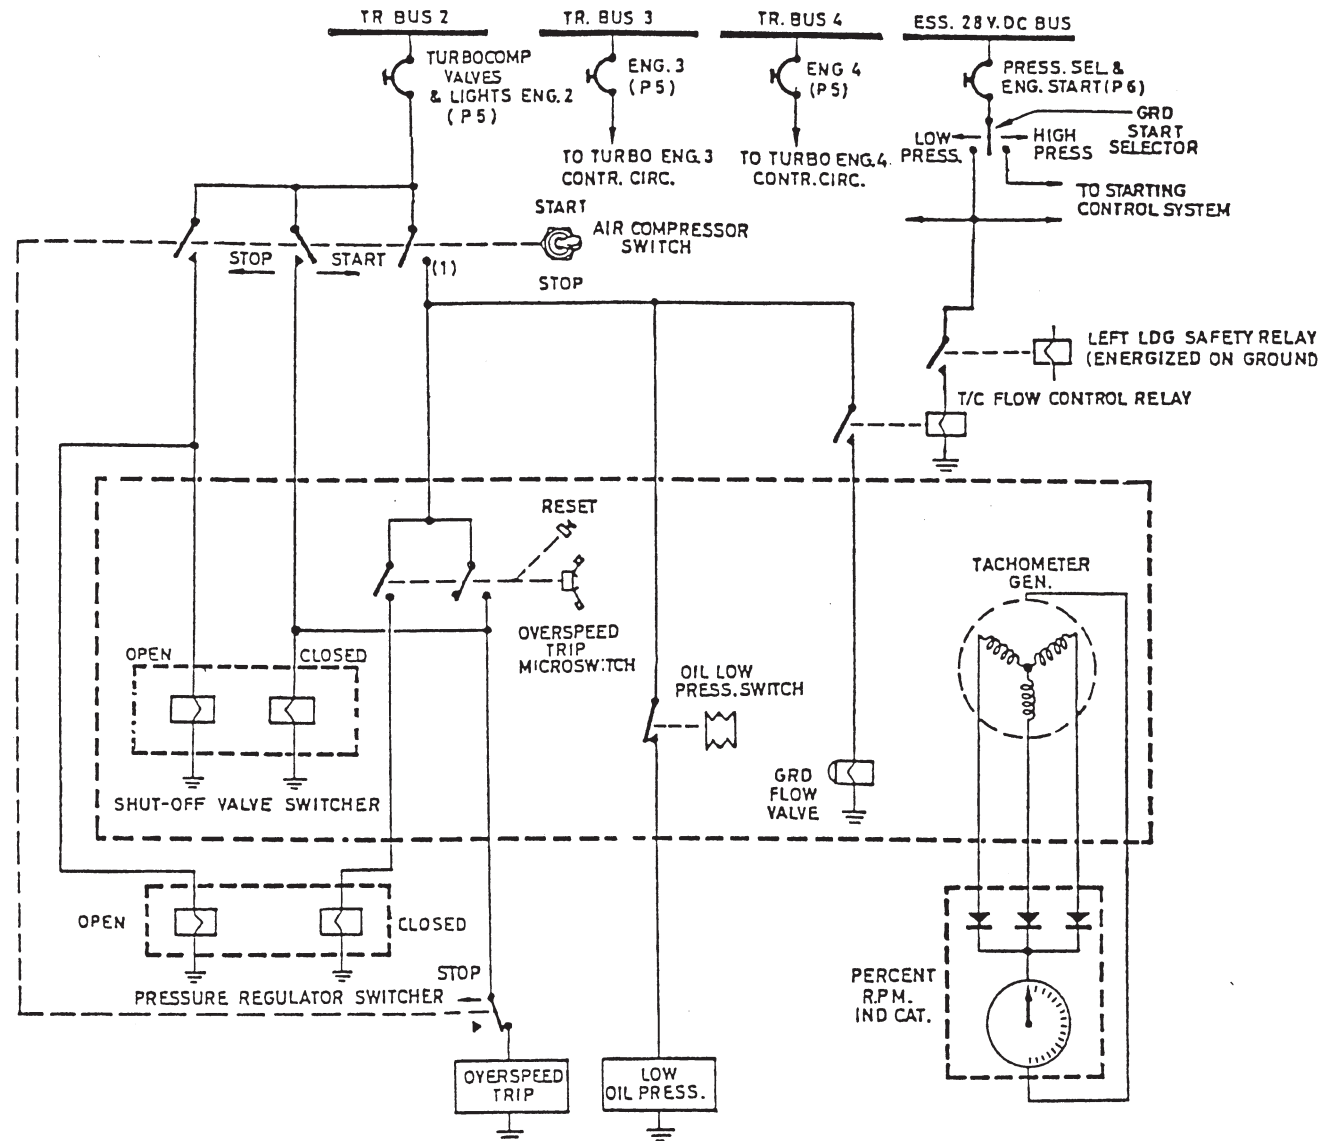 TR BUS 2
TR. BUS 3
TR. BUS 4
ESS. 28 V. DC BUS
TURBOCOMP
VALVES
& LIGHTS ENG. 2
(P5)
ENG. 3
(P5)
ENG 4
(P5)
PRESS. SEL &
ENG. START (P6)
GRD
START
SELECTOR
LOW
PRESS.
HIGH
PRESS
TO TURBO ENG. 3
CONTR. CIRC.
TO TURBO ENG. 4.
CONTR. CIRC.
TO STARTING
CONTROL SYSTEM
START
AIR COMPRESSOR
SWITCH
STOP
STOP
START
(1)
LEFT LDG SAFETY RELAY
(ENERGIZED ON GROUND
T/C FLOW CONTROL RELAY
RESET
OVERSPEED
TRIP
MICROSWITCH
TACHOMETER
GEN.
OPEN
CLOSED
OIL LOW
PRESS. SWITCH
GRD
FLOW
VALVE
SHUT-OFF VALVE SWITCHER
OPEN
CLOSED
STOP
PRESSURE REGULATOR SWITCHER
PERCENT
R.P.M.
IND CAT.
OVERSPEED
TRIP
LOW
OIL PRESS.